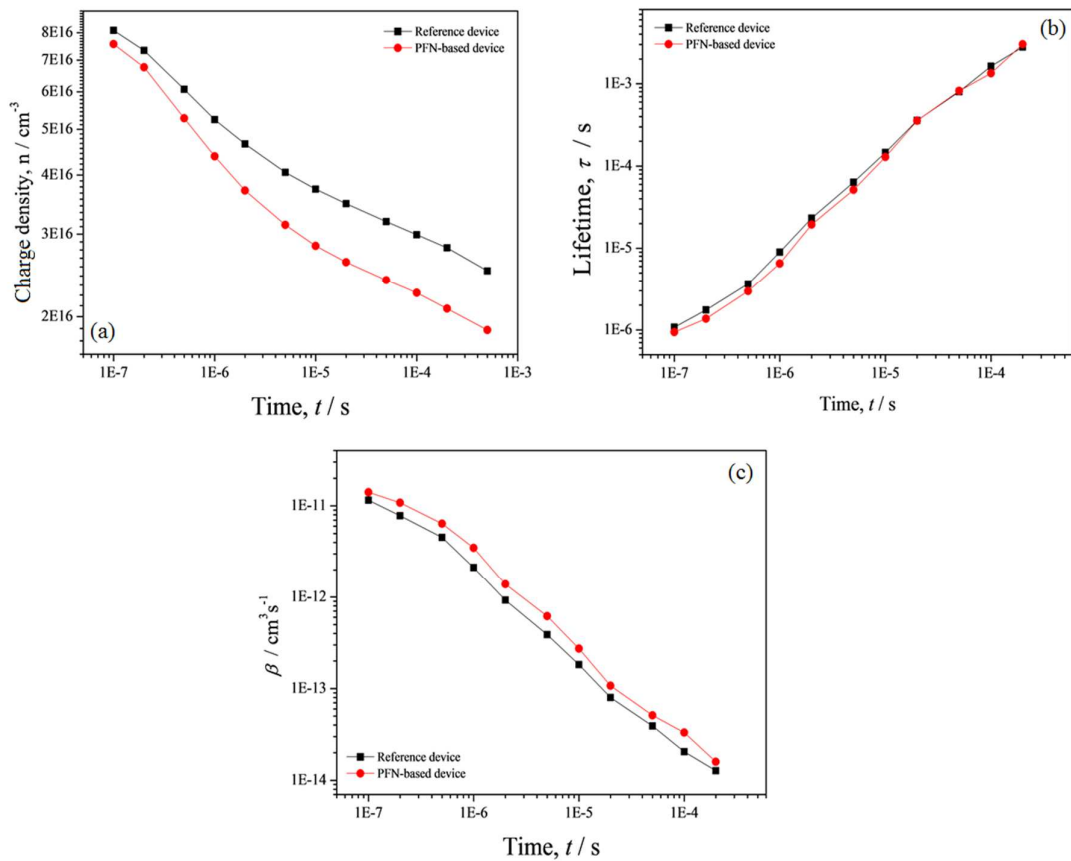 8E16
7E16
6E16
5E16
4E16
3E16
2E16
Charge density, n / cm⁻³
Reference device
PFN-based device
(a)
1E-7 1E-6 1E-5 1E-4 1E-3
Time, t / s
(b)
Reference device
PFN-based device
1E-3
1E-4
1E-5
1E-6
Lifetime, τ / s
1E-7 1E-6 1E-5 1E-4
Time, t / s
(c)
1E-11
1E-12
1E-13
1E-14
β / cm³s⁻¹
Reference device
PFN-based device
1E-7 1E-6 1E-5 1E-4
Time, t / s